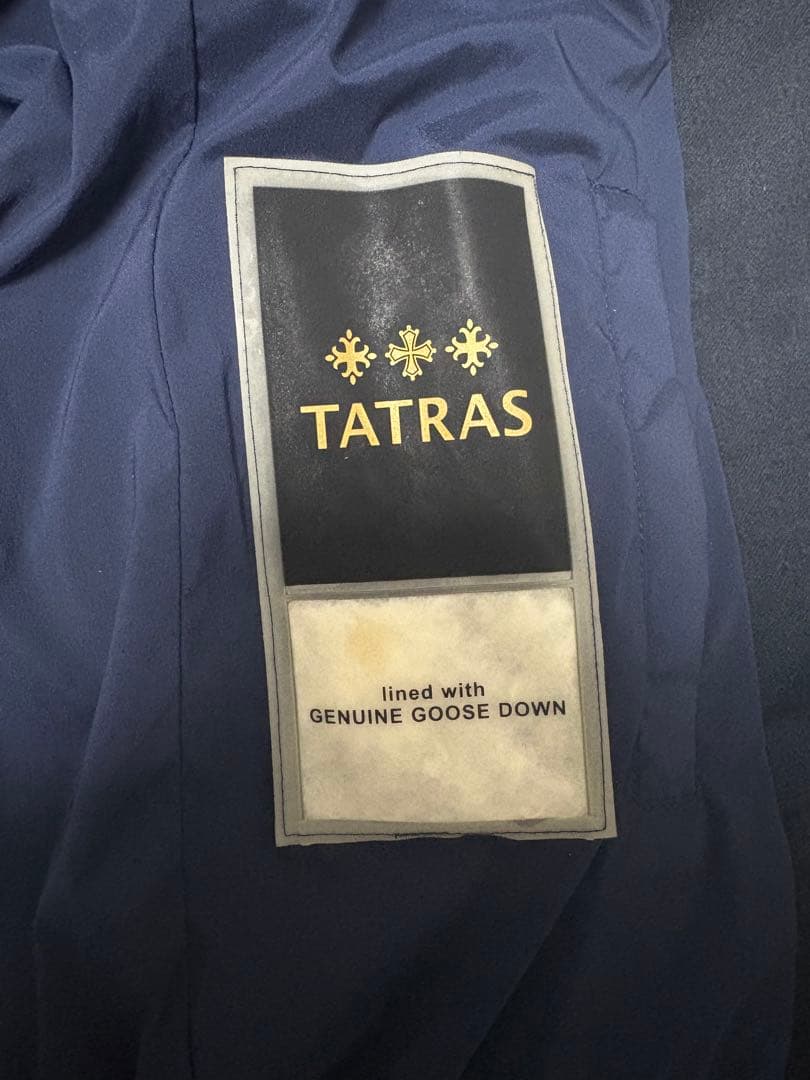 TATRAS
lined with
GENUINE GOOSE DOWN